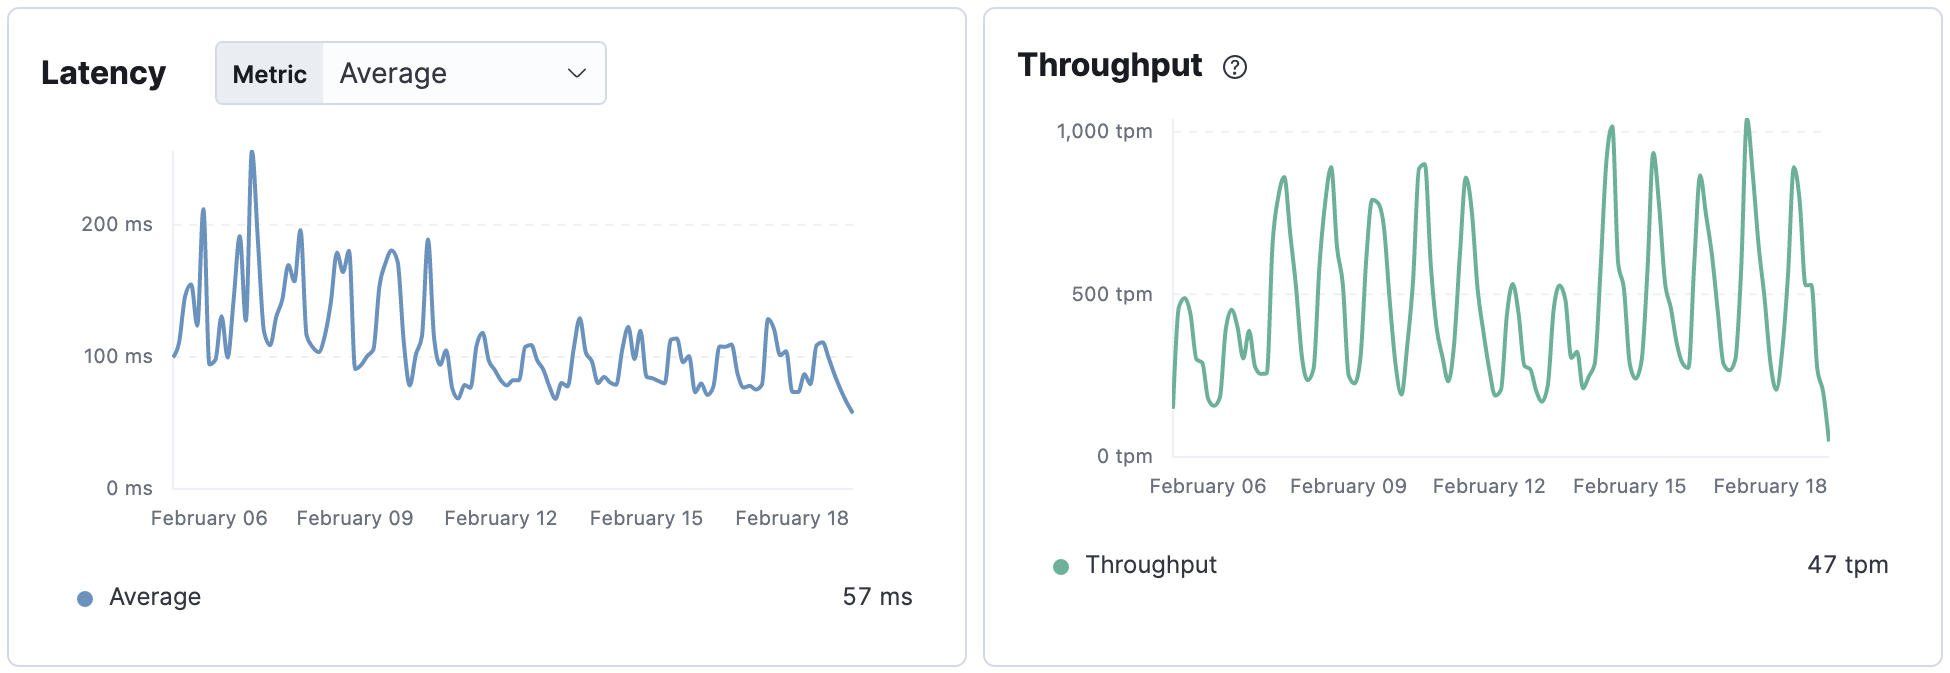 Latency
Metric Average
200 ms
100 ms
0 ms
February 06 February 09 February 12 February 15 February 18
Average 57 ms
Throughput ?
1,000 tpm
500 tpm
0 tpm
February 06 February 09 February 12 February 15 February 18
Throughput 47 tpm